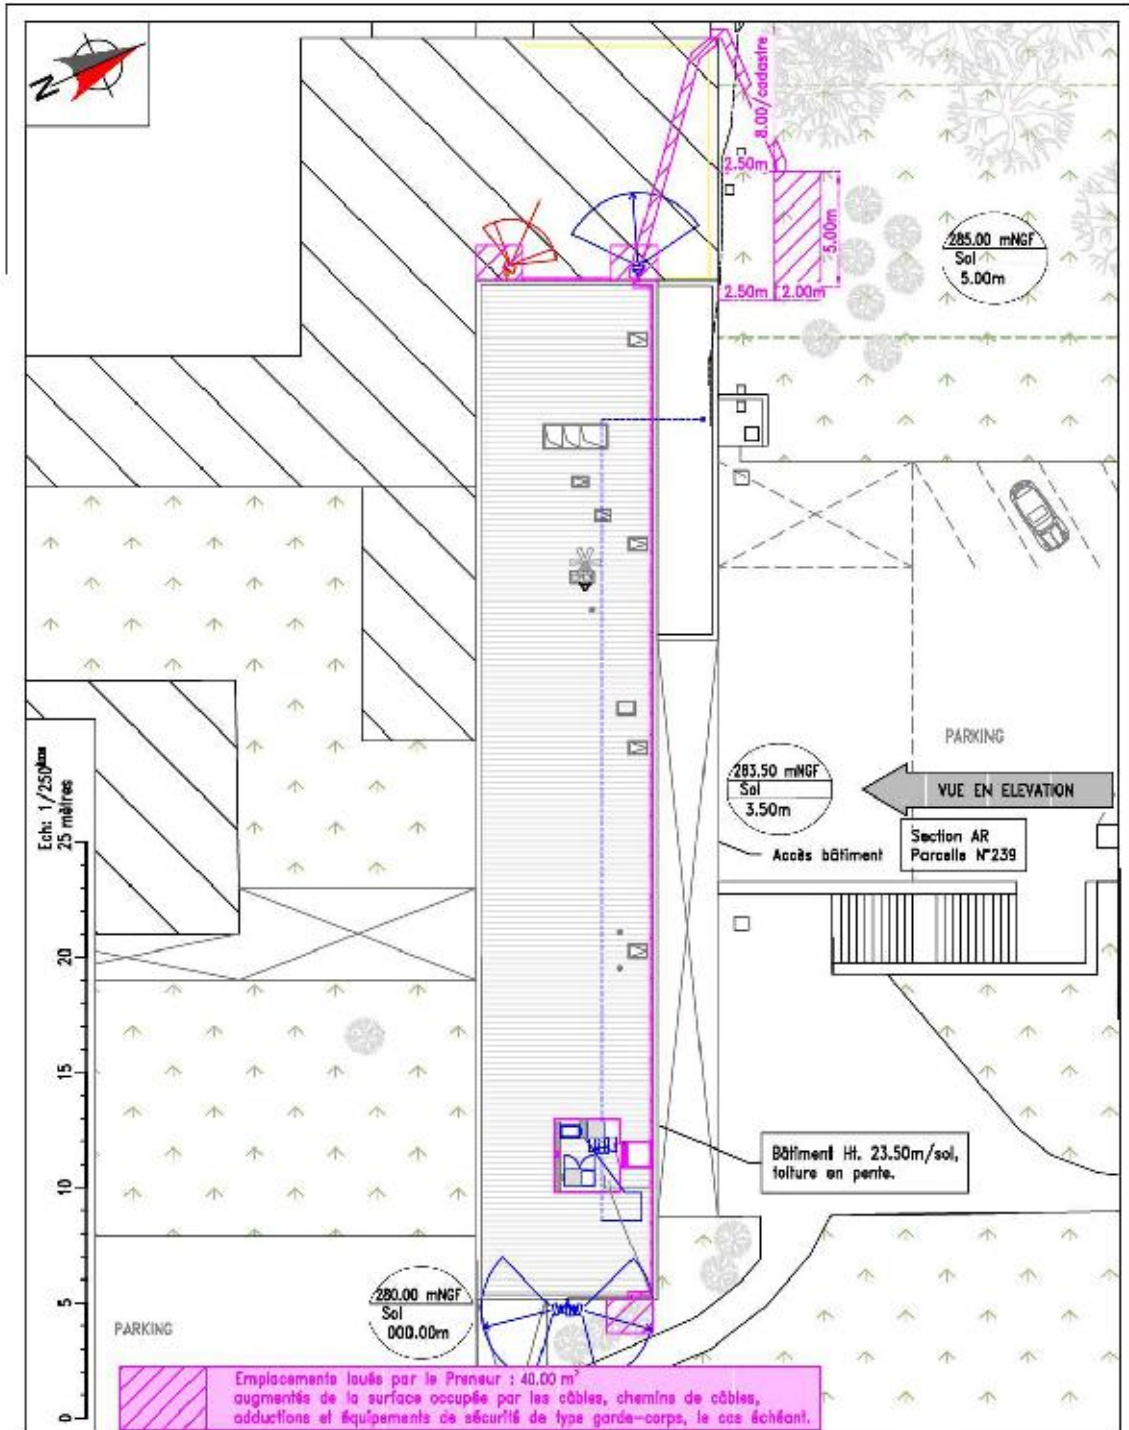 N
8.00/cadastre
2.50m
5.00m
2.50m
2.00m
285.00 mNGF
Sol
5.00m
PARKING
283.50 mNGF
Sol
3.50m
VUE EN ELEVATION
Section AR
Parcelle N°239
Accès bâtiment
Ech: 1/250ème
mètres
25
20
15
10
5
0
Bâtiment Ht. 23.50m/sol,
toiture en pente.
280.00 mNGF
Sol
000.00m
PARKING
Emplacements loués par le Preneur : 40.00 m²
augmentés de la surface occupée par les câbles, chemins de câbles,
adductions et équipements de sécurité de type garde-corps, le cas échéant.